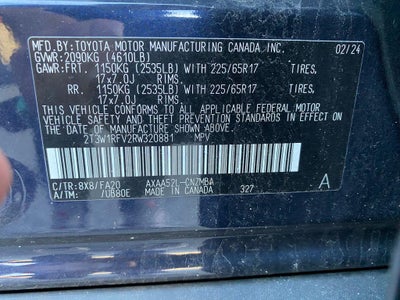 MFD.BY: TOYOTA MOTOR MANUFACTURING CANADA, INC. 02/24
GVWR: 2090KG (4610LB)
GAWR: FRT. 1150KG (2535LB) WITH 225/65R17 TIRES,
17x7.0J RIMS,
RR. 1150KG (2535LB) WITH 225/65R17 TIRES,
17x7.0J RIMS,
THIS VEHICLE CONFORMS TO ALL APPLICABLE FEDERAL MOTOR
VEHICLE SAFETY, BUMPER, AND THEFT PREVENTION STANDARDS IN
EFFECT ON THE DATE OF MANUFACTURE SHOWN ABOVE.
2T3W1RFV2RW320881 MPV
C/TR: 8X8/FA20 AXAA52L-CNZMBA A
A/TM: /UB80E MADE IN CANADA 327